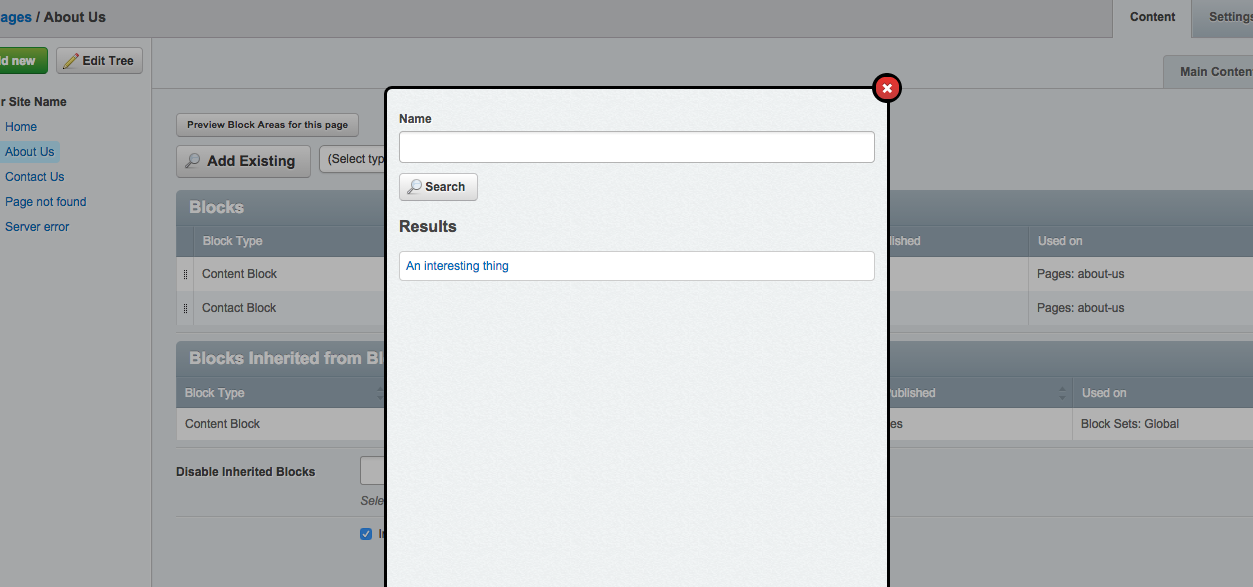 ages / About Us
Content
Settings
d new
Edit Tree
Main Conten
r Site Name
Home
About Us
Contact Us
Page not found
Server error
Preview Block Areas for this page
Add Existing
(Select typ
Name
Search
Results
An interesting thing
Blocks
Block Type
lished
Used on
Content Block
Pages: about-us
Contact Block
Pages: about-us
Blocks Inherited from Bl
Block Type
ublished
Used on
Content Block
es
Block Sets: Global
Disable Inherited Blocks
Sele